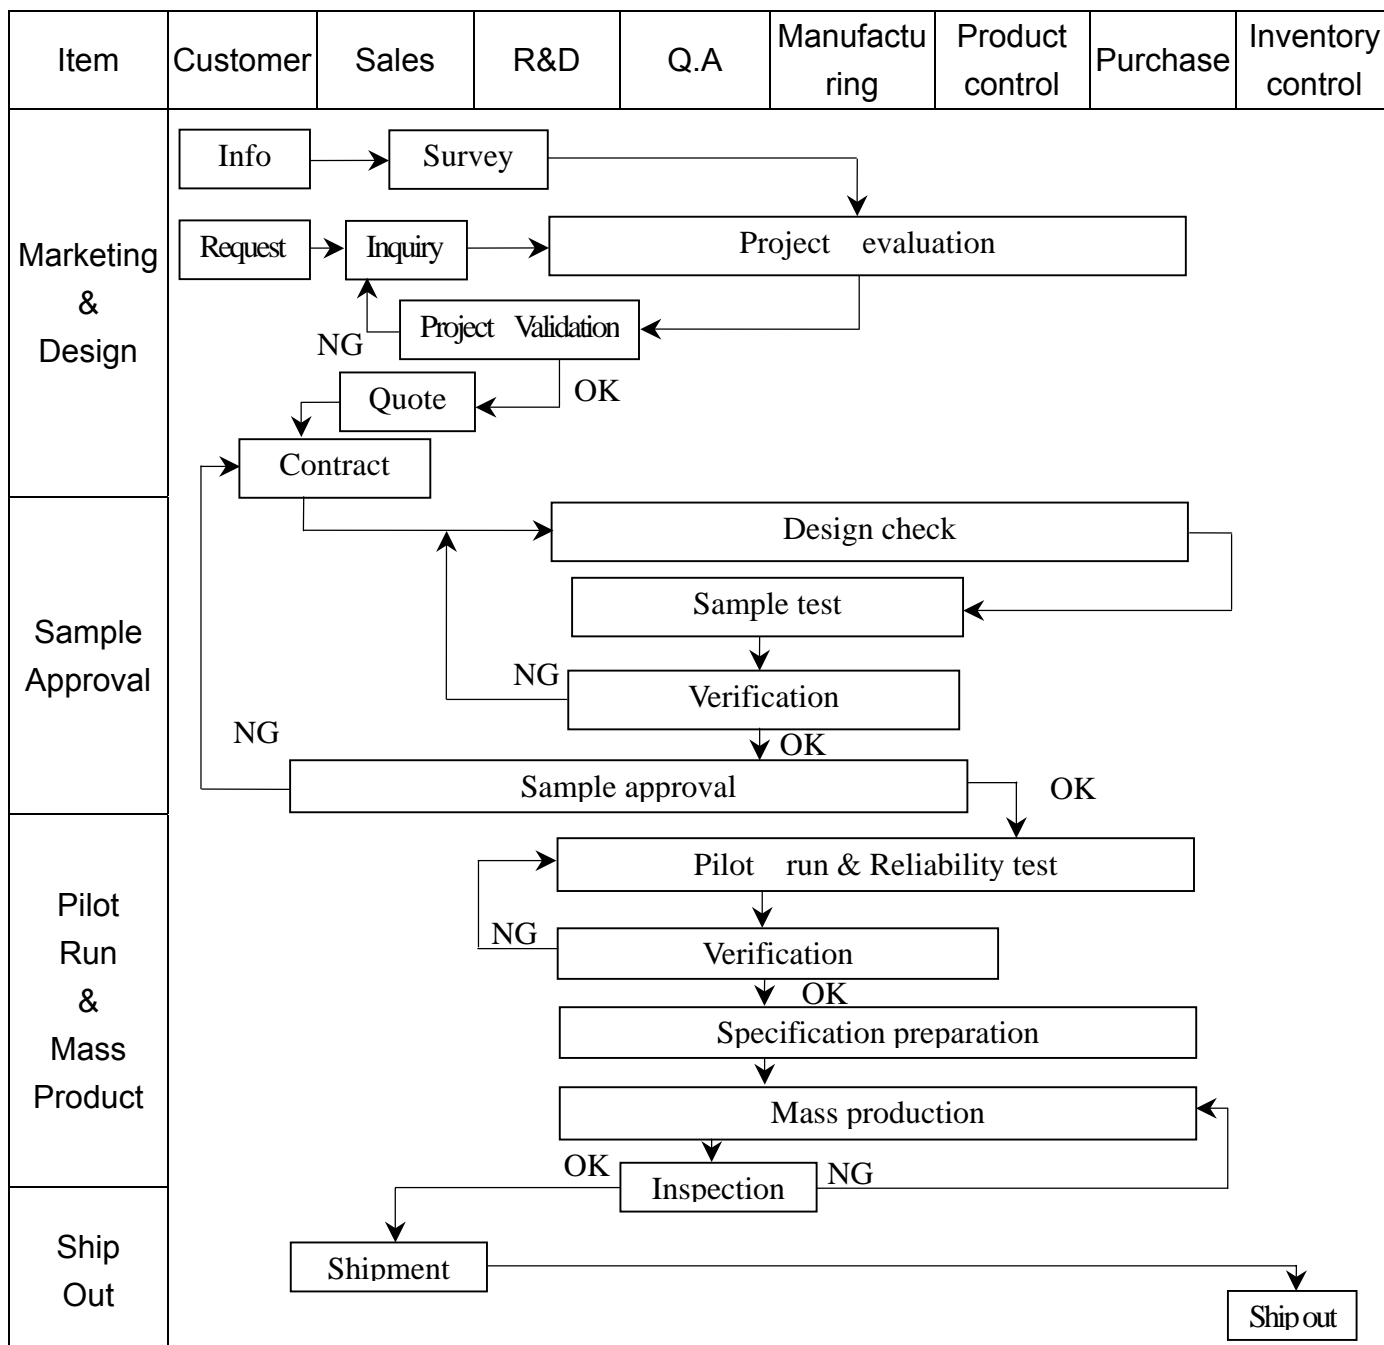 Item
Customer
Sales
R&D
Q.A
Manufactu
ring
Product
control
Purchase
Inventory
control
Marketing
&
Design
Info
Survey
Request
Inquiry
Project evaluation
Project Validation
NG
OK
Quote
Contract
Sample
Approval
Design check
Sample test
NG
Verification
NG
OK
Sample approval
OK
Pilot
Run
&
Mass
Product
Pilot run & Reliability test
NG
Verification
OK
Specification preparation
Mass production
OK
Inspection
NG
Ship
Out
Shipment
Ship out